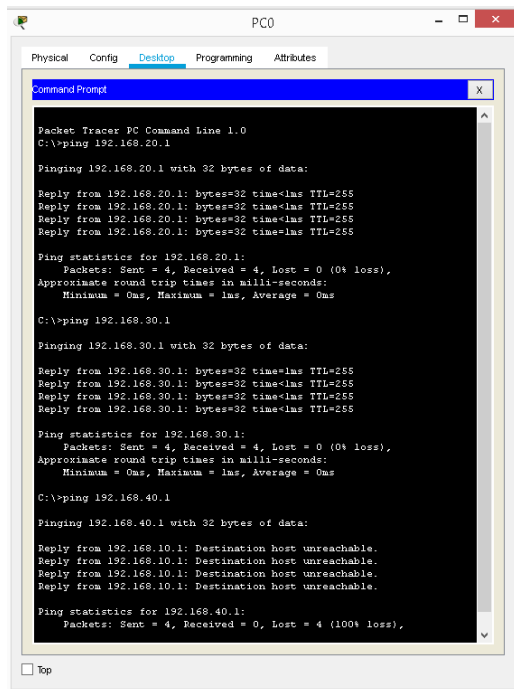 PC0
Physical Config Desktop Programming Attributes
Command Prompt
X
Packet Tracer PC Command Line 1.0
C:\>ping 192.168.20.1
Pinging 192.168.20.1 with 32 bytes of data:
Reply from 192.168.20.1: bytes=32 time<1ms TTL=255
Reply from 192.168.20.1: bytes=32 time<1ms TTL=255
Reply from 192.168.20.1: bytes=32 time<1ms TTL=255
Reply from 192.168.20.1: bytes=32 time=1ms TTL=255
Ping statistics for 192.168.20.1:
Packets: Sent = 4, Received = 4, Lost = 0 (0% loss),
Approximate round trip times in milli-seconds:
Minimum = 0ms, Maximum = 1ms, Average = 0ms
C:\>ping 192.168.30.1
Pinging 192.168.30.1 with 32 bytes of data:
Reply from 192.168.30.1: bytes=32 time=1ms TTL=255
Reply from 192.168.30.1: bytes=32 time<1ms TTL=255
Reply from 192.168.30.1: bytes=32 time<1ms TTL=255
Reply from 192.168.30.1: bytes=32 time<1ms TTL=255
Ping statistics for 192.168.30.1:
Packets: Sent = 4, Received = 4, Lost = 0 (0% loss),
Approximate round trip times in milli-seconds:
Minimum = 0ms, Maximum = 1ms, Average = 0ms
C:\>ping 192.168.40.1
Pinging 192.168.40.1 with 32 bytes of data:
Reply from 192.168.10.1: Destination host unreachable.
Reply from 192.168.10.1: Destination host unreachable.
Reply from 192.168.10.1: Destination host unreachable.
Reply from 192.168.10.1: Destination host unreachable.
Ping statistics for 192.168.40.1:
Packets: Sent = 4, Received = 0, Lost = 4 (100% loss),
Top